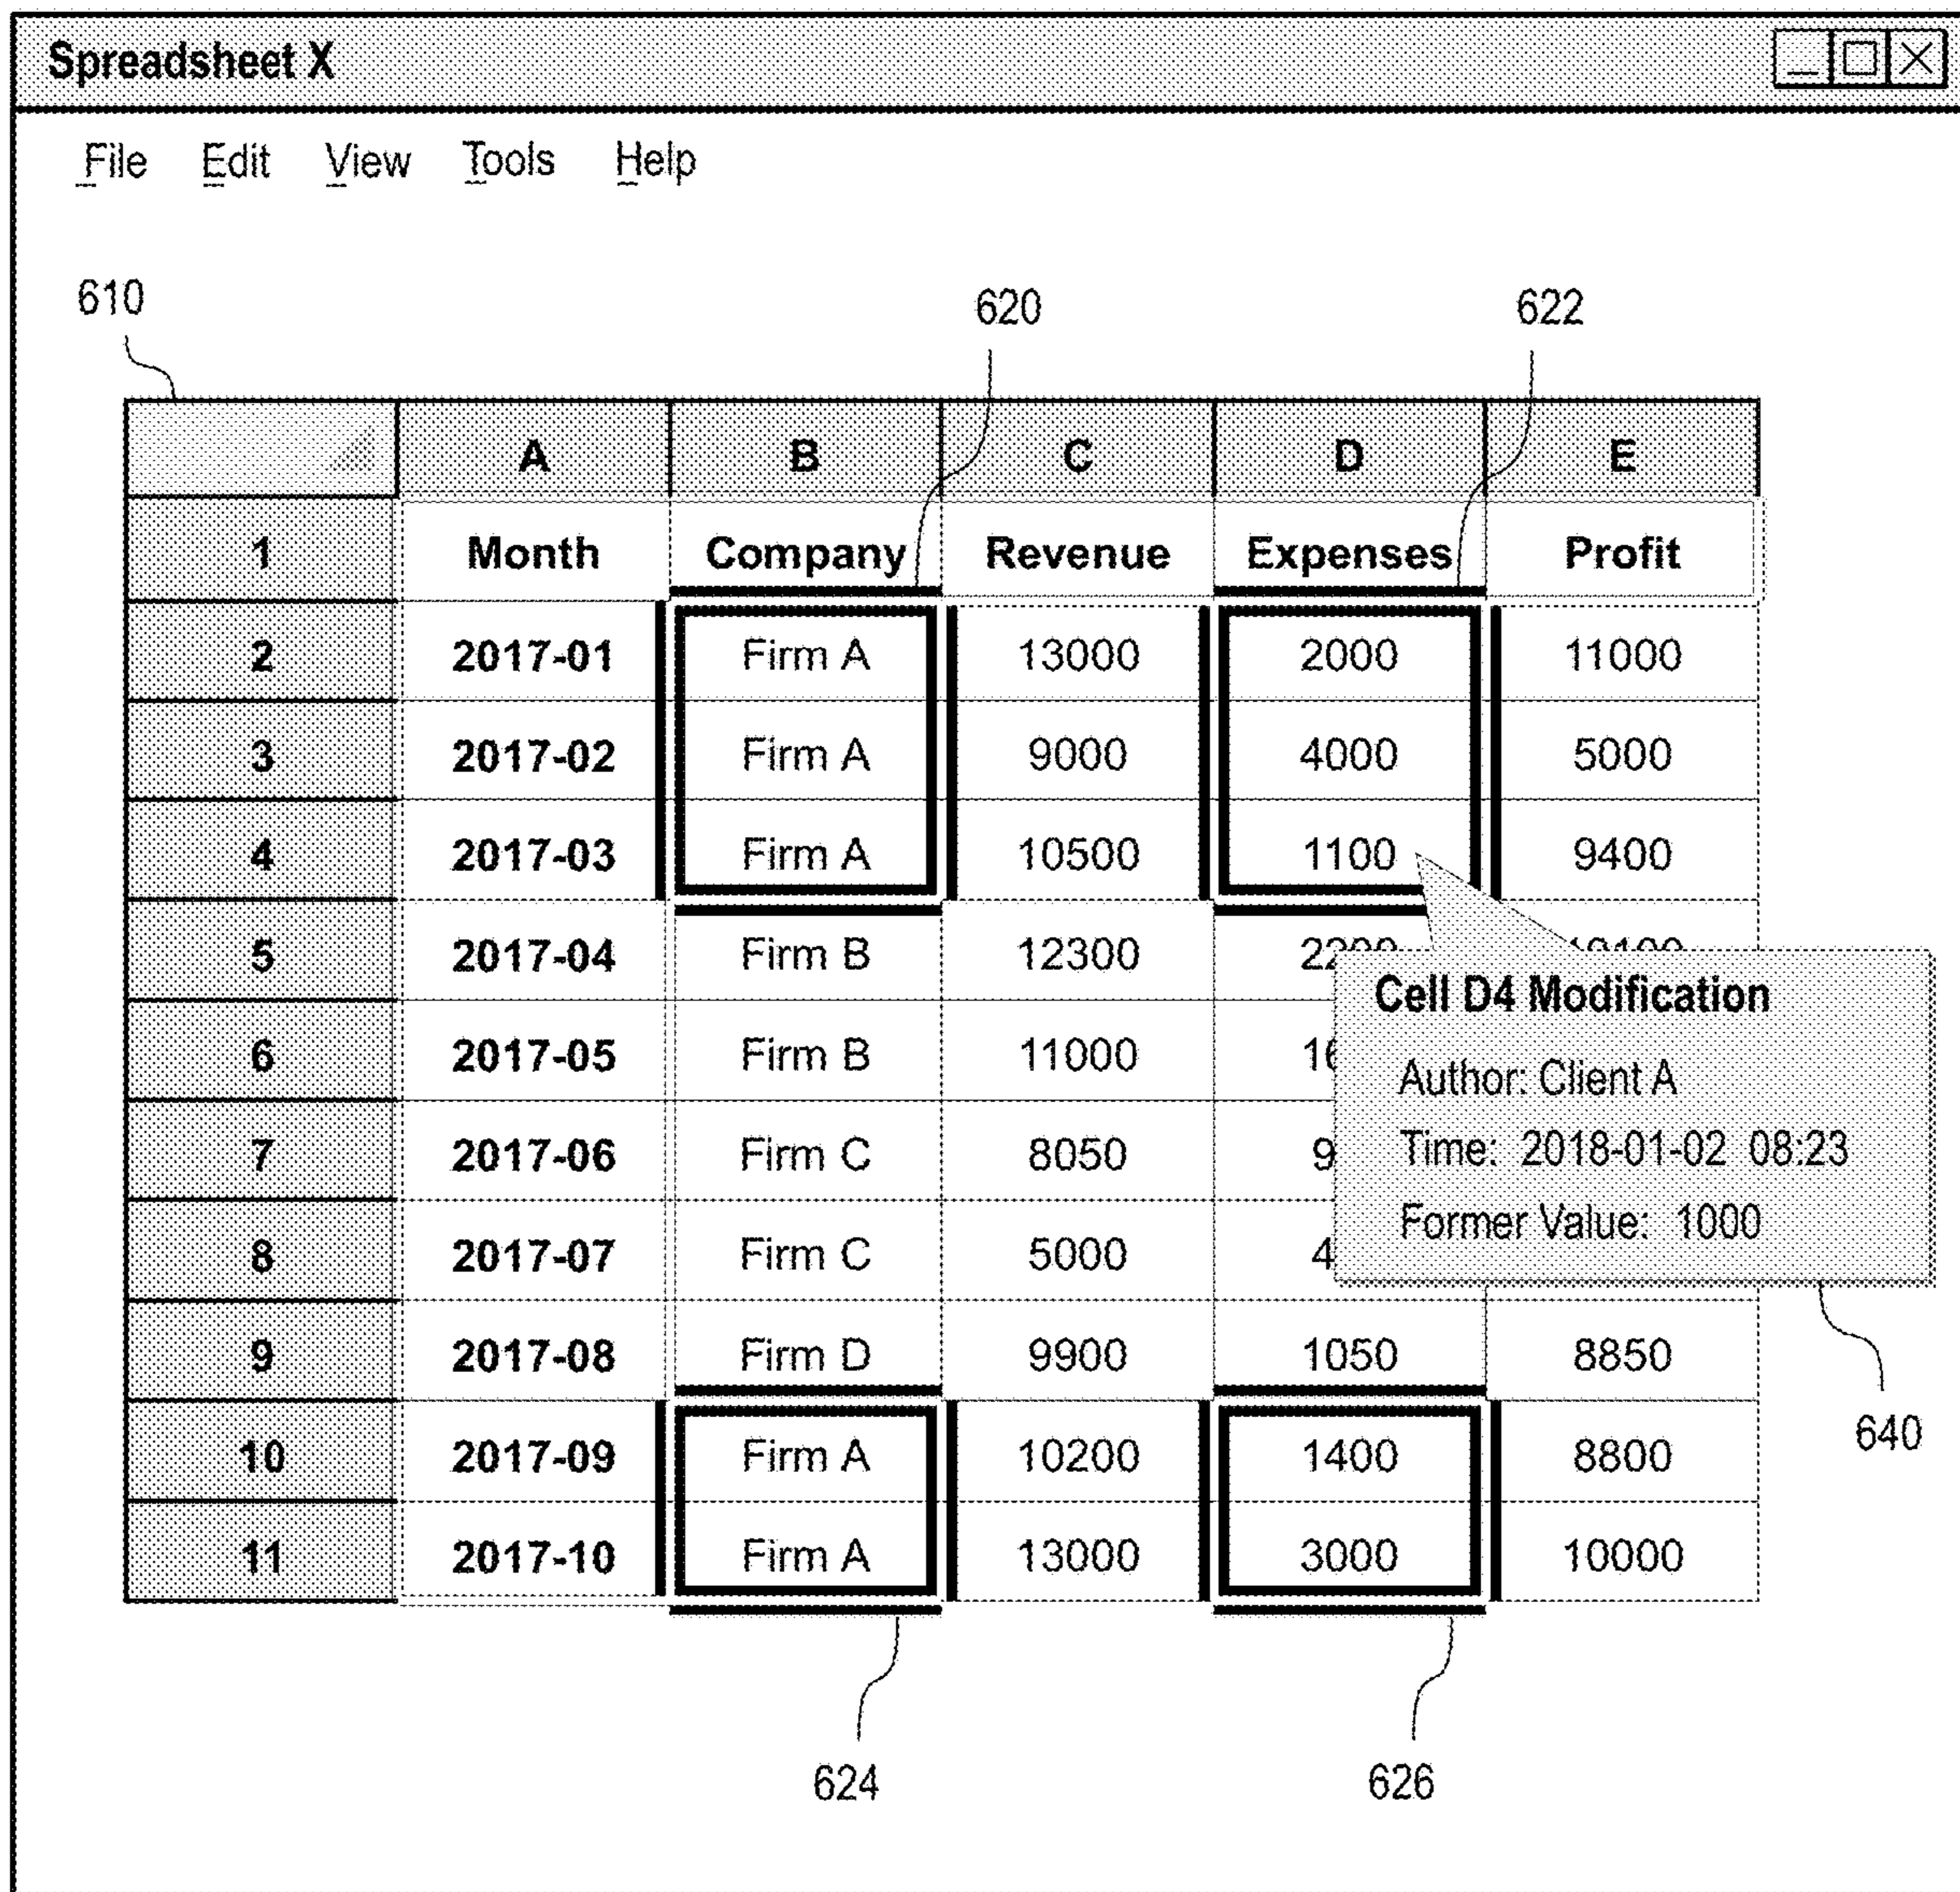 Spreadsheet X
File Edit View Tools Help
610 620 622
A B C D E
1 Month Company Revenue Expenses Profit
2 2017-01 Firm A 13000 2000 11000
3 2017-02 Firm A 9000 4000 5000
4 2017-03 Firm A 10500 1100 9400
5 2017-04 Firm B 12300
Cell D4 Modification
6 2017-05 Firm B 11000
Author: Client A
7 2017-06 Firm C 8050
Time: 2018-01-02 08:23
8 2017-07 Firm C 5000
Former Value: 1000
9 2017-08 Firm D 9900 1050 8850
640
10 2017-09 Firm A 10200 1400 8800
11 2017-10 Firm A 13000 3000 10000
624 626